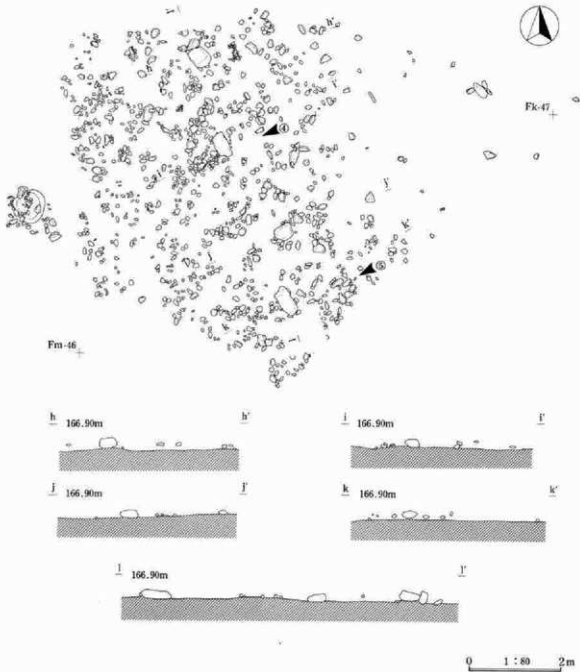 h'
④
Fk-47
j'
k'
⑤
Fm-46
h 166.90m h'
i 166.90m i'
j 166.90m j'
k 166.90m k'
l 166.90m l'
0 1:80 2m